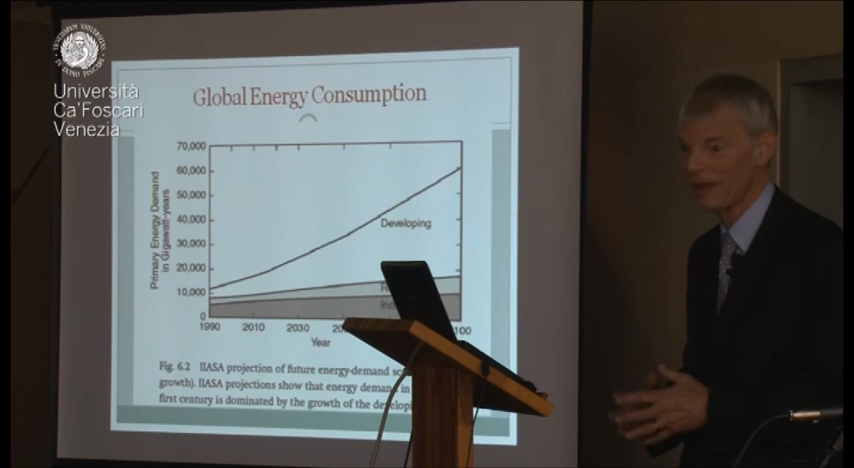 Università
Ca'Foscari
Venezia
Global Energy Consumption
Primary Energy Demand
in Gigawatt-years
70,000
60,000
50,000
40,000
30,000
20,000
10,000
0
Developing
1990
2010
2030
Year
Fig. 6.2 IIASA projection of future energy-demand
growth). IIASA projections show that energy demand in
first century is dominated by the growth of the